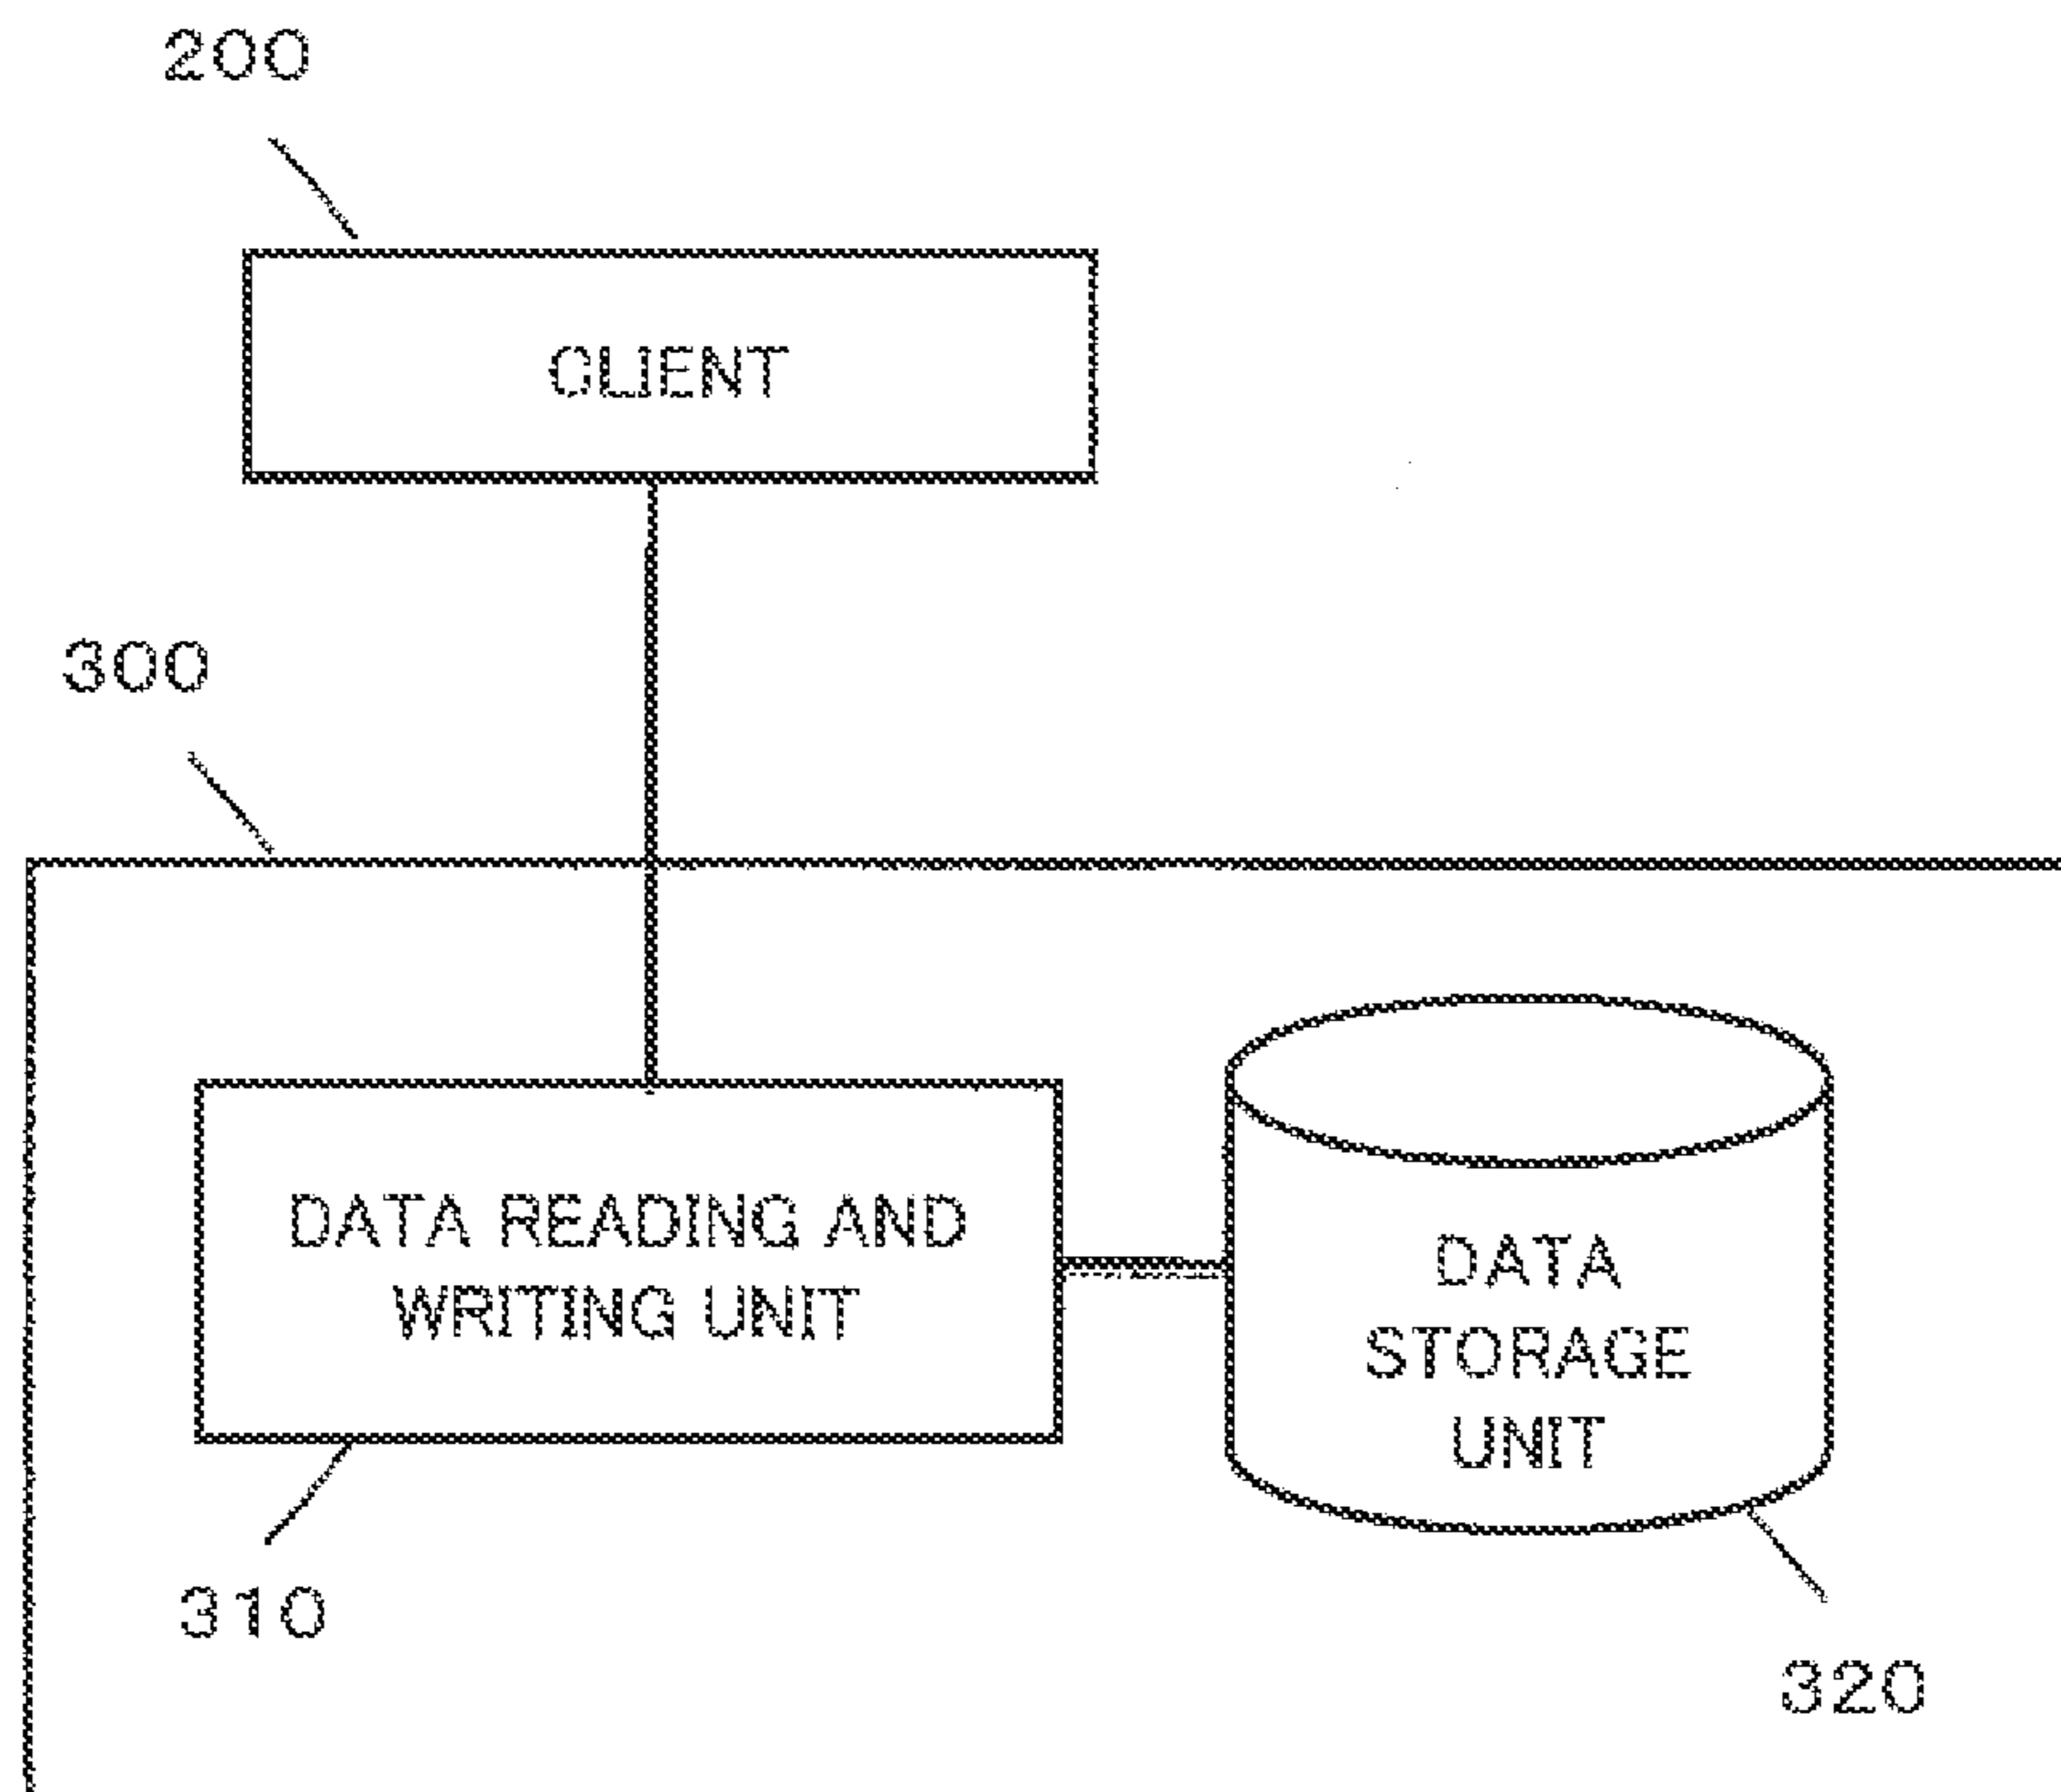 200
CLIENT
300
DATA READING AND
WRITING UNIT
DATA
STORAGE
UNIT
310
320